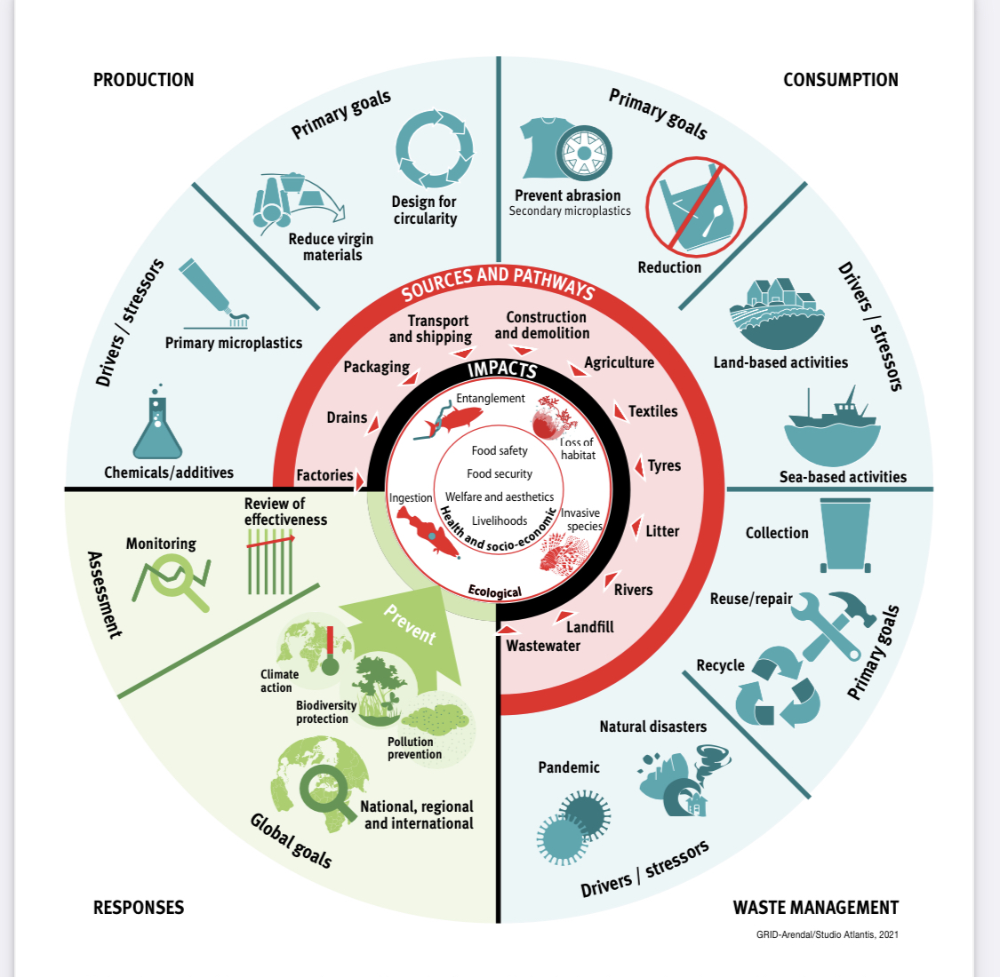 PRODUCTION
CONSUMPTION
Primary goals
Design for
circularity
Reduce virgin
materials
Drivers / stressors
Primary microplastics
Chemicals/additives
Primary goals
Prevent abrasion
Secondary microplastics
Reduction
Drivers / stressors
Land-based activities
Sea-based activities
SOURCES AND PATHWAYS
Transport
and shipping
Construction
and demolition
Packaging
Agriculture
Drains
Textiles
Factories
Tyres
Litter
Rivers
Landfill
Wastewater
IMPACTS
Entanglement
Loss of
habitat
Food safety
Food security
Welfare and aesthetics
Livelihoods
Health and socio-economic
Ingestion
Invasive
species
Ecological
Review of
effectiveness
Monitoring
Assessment
Prevent
Climate
action
Biodiversity
protection
Pollution
prevention
National, regional
and international
Global goals
Collection
Reuse/repair
Recycle
Primary goals
Natural disasters
Pandemic
Drivers / stressors
RESPONSES
WASTE MANAGEMENT
GRID-Arendal/Studio Atlantis, 2021